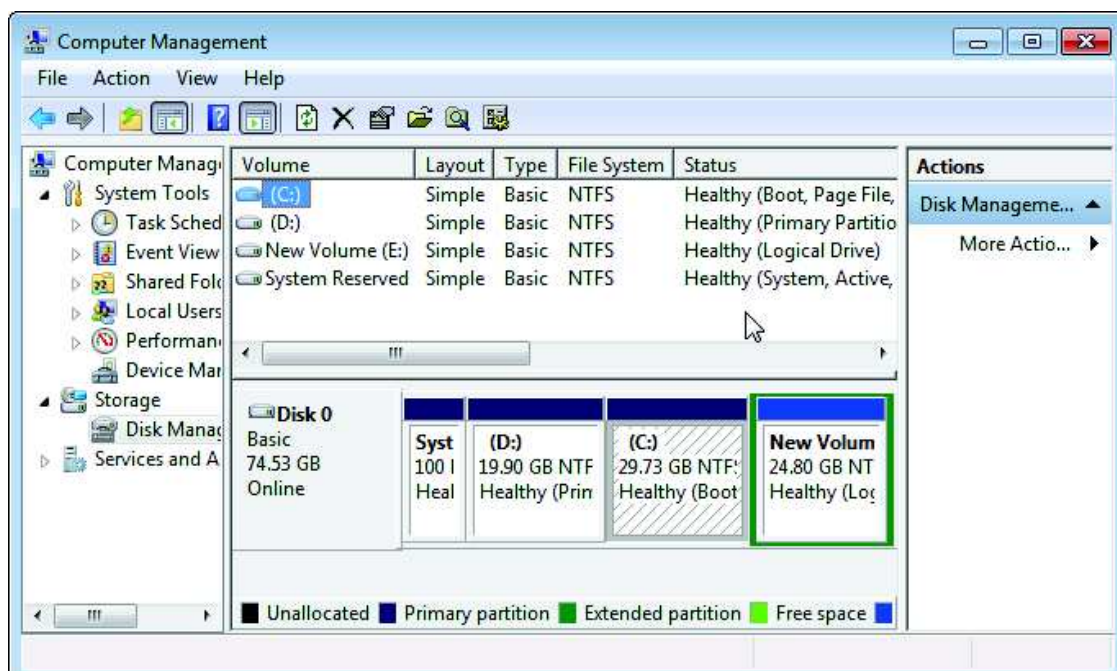 Computer Management
File Action View Help
Computer Manag
System Tools
Task Sched
Event View
Shared Fold
Local Users
Performan
Device Mar
Storage
Disk Manag
Services and A
Volume Layout Type File System Status
(C:) Simple Basic NTFS Healthy (Boot, Page File,
(D:) Simple Basic NTFS Healthy (Primary Partitio
New Volume (E:) Simple Basic NTFS Healthy (Logical Drive)
System Reserved Simple Basic NTFS Healthy (System, Active,
Disk 0
Basic
74.53 GB
Online
Syst
100
Heal
(D:)
19.90 GB NTF
Healthy (Prin
(C:)
29.73 GB NTFS
Healthy (Boot
New Volum
24.80 GB NT
Healthy (Log
Unallocated Primary partition Extended partition Free space
Actions
Disk Manageme...
More Actio...